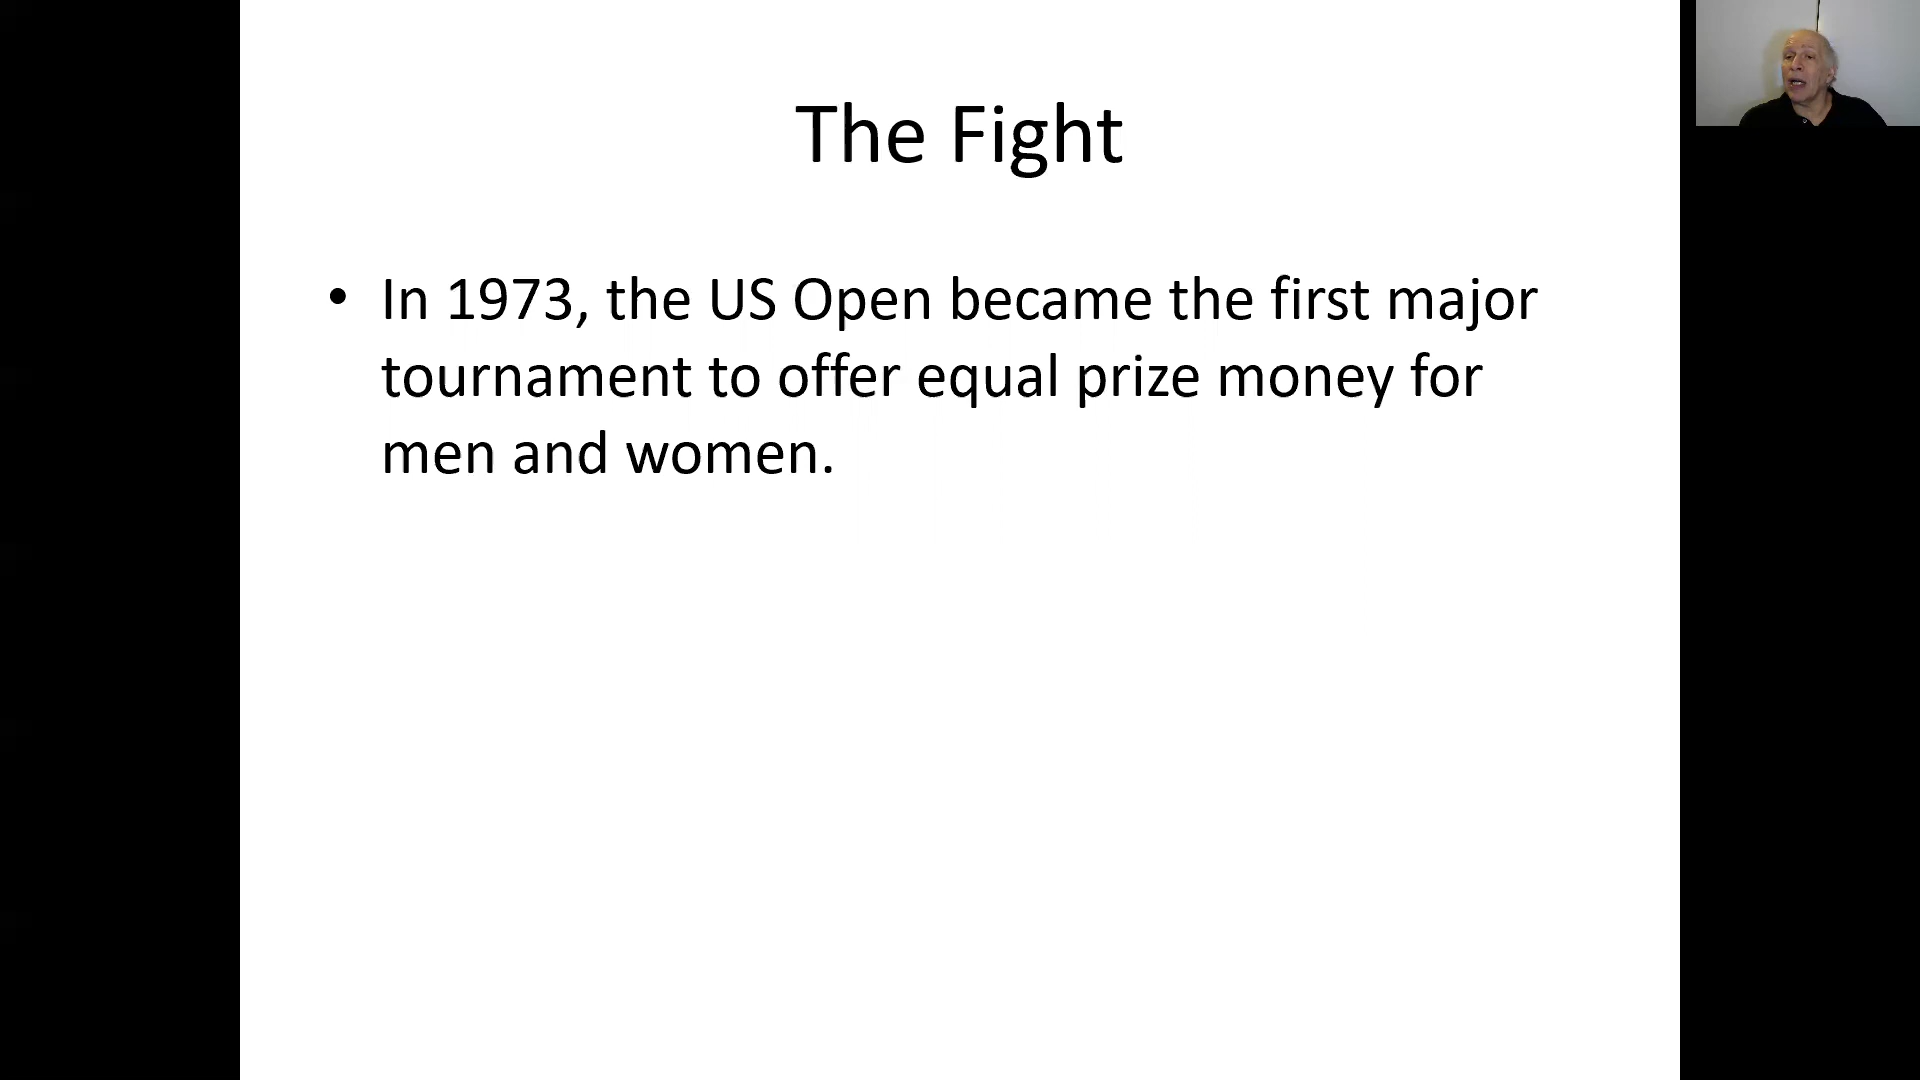 The Fight
• In 1973, the US Open became the first major
tournament to offer equal prize money for
men and women.